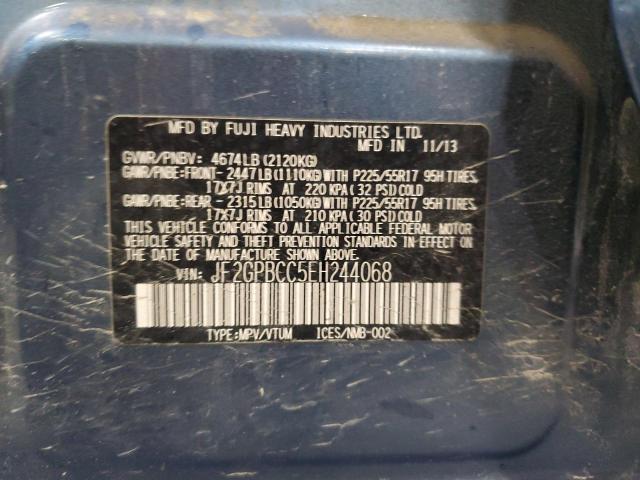 MFD BY FUJI HEAVY INDUSTRIES LTD.
MFD IN 11/13
GVWR/PNBV: 4674LB (2120KG)
GAWR/PNBE:FRONT-2447LB (1110KG) WITH P225/55R17 95H TIRES,
17X7J RIMS AT 220 KPA (32 PSI) COLD
GAWR/PNBE:REAR -2315LB (1050KG) WITH P225/55R17 95H TIRES,
17X7J RIMS AT 210 KPA (30 PSI) COLD
THIS VEHICLE CONFORMS TO ALL APPLICABLE FEDERAL MOTOR
VEHICLE SAFETY AND THEFT PREVENTION STANDARDS IN EFFECT
ON THE DATE OF MANUFACTURE SHOWN ABOVE.
VIN: JF2GPBCC5EH244068
TYPE:MPV/VTUM ICES/NMB-002